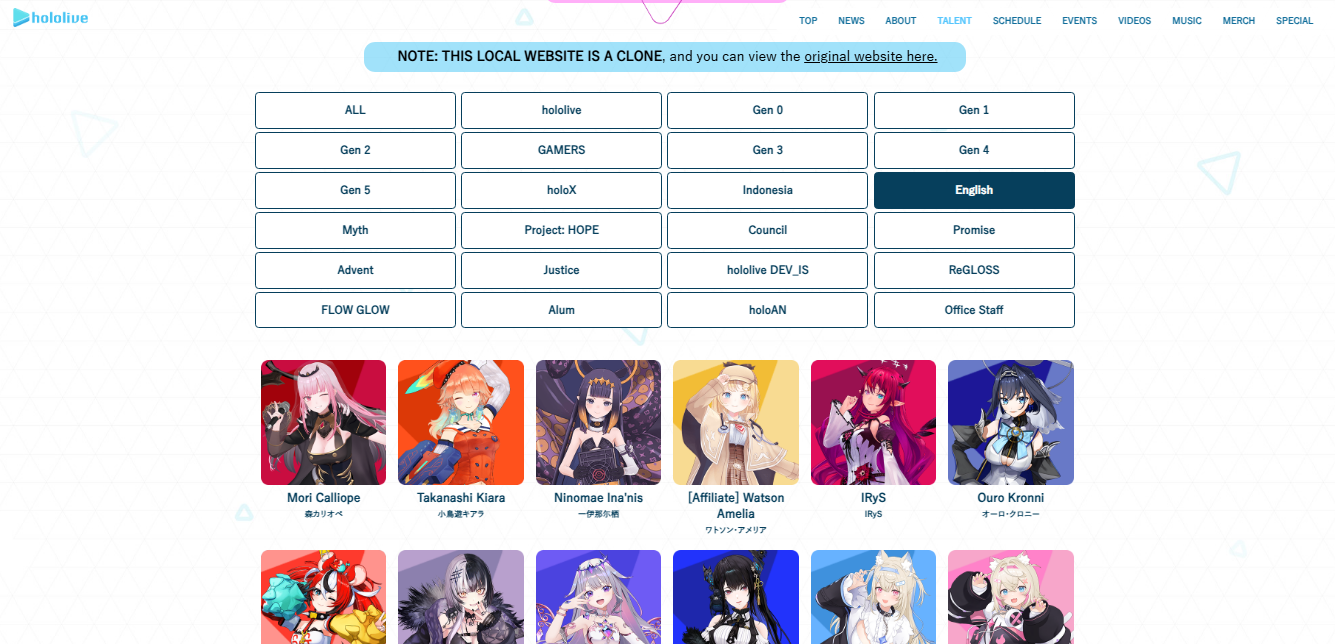 hololive
TOP NEWS ABOUT TALENT SCHEDULE EVENTS VIDEOS MUSIC MERCH SPECIAL
NOTE: THIS LOCAL WEBSITE IS A CLONE, and you can view the original website here.
ALL hololive Gen 0 Gen 1
Gen 2 GAMERS Gen 3 Gen 4
Gen 5 holoX Indonesia English
Myth Project: HOPE Council Promise
Advent Justice hololive DEV_IS ReGLOSS
FLOW GLOW Alum holoAN Office Staff
Mori Calliope
森カリオペ
Takanashi Kiara
小鳥遊キアラ
Ninomae Ina'nis
一伊那尓栖
[Affiliate] Watson
Amelia
ワトソン・アメリア
IRyS
IRyS
Ouro Kronni
オーロ・クロニー